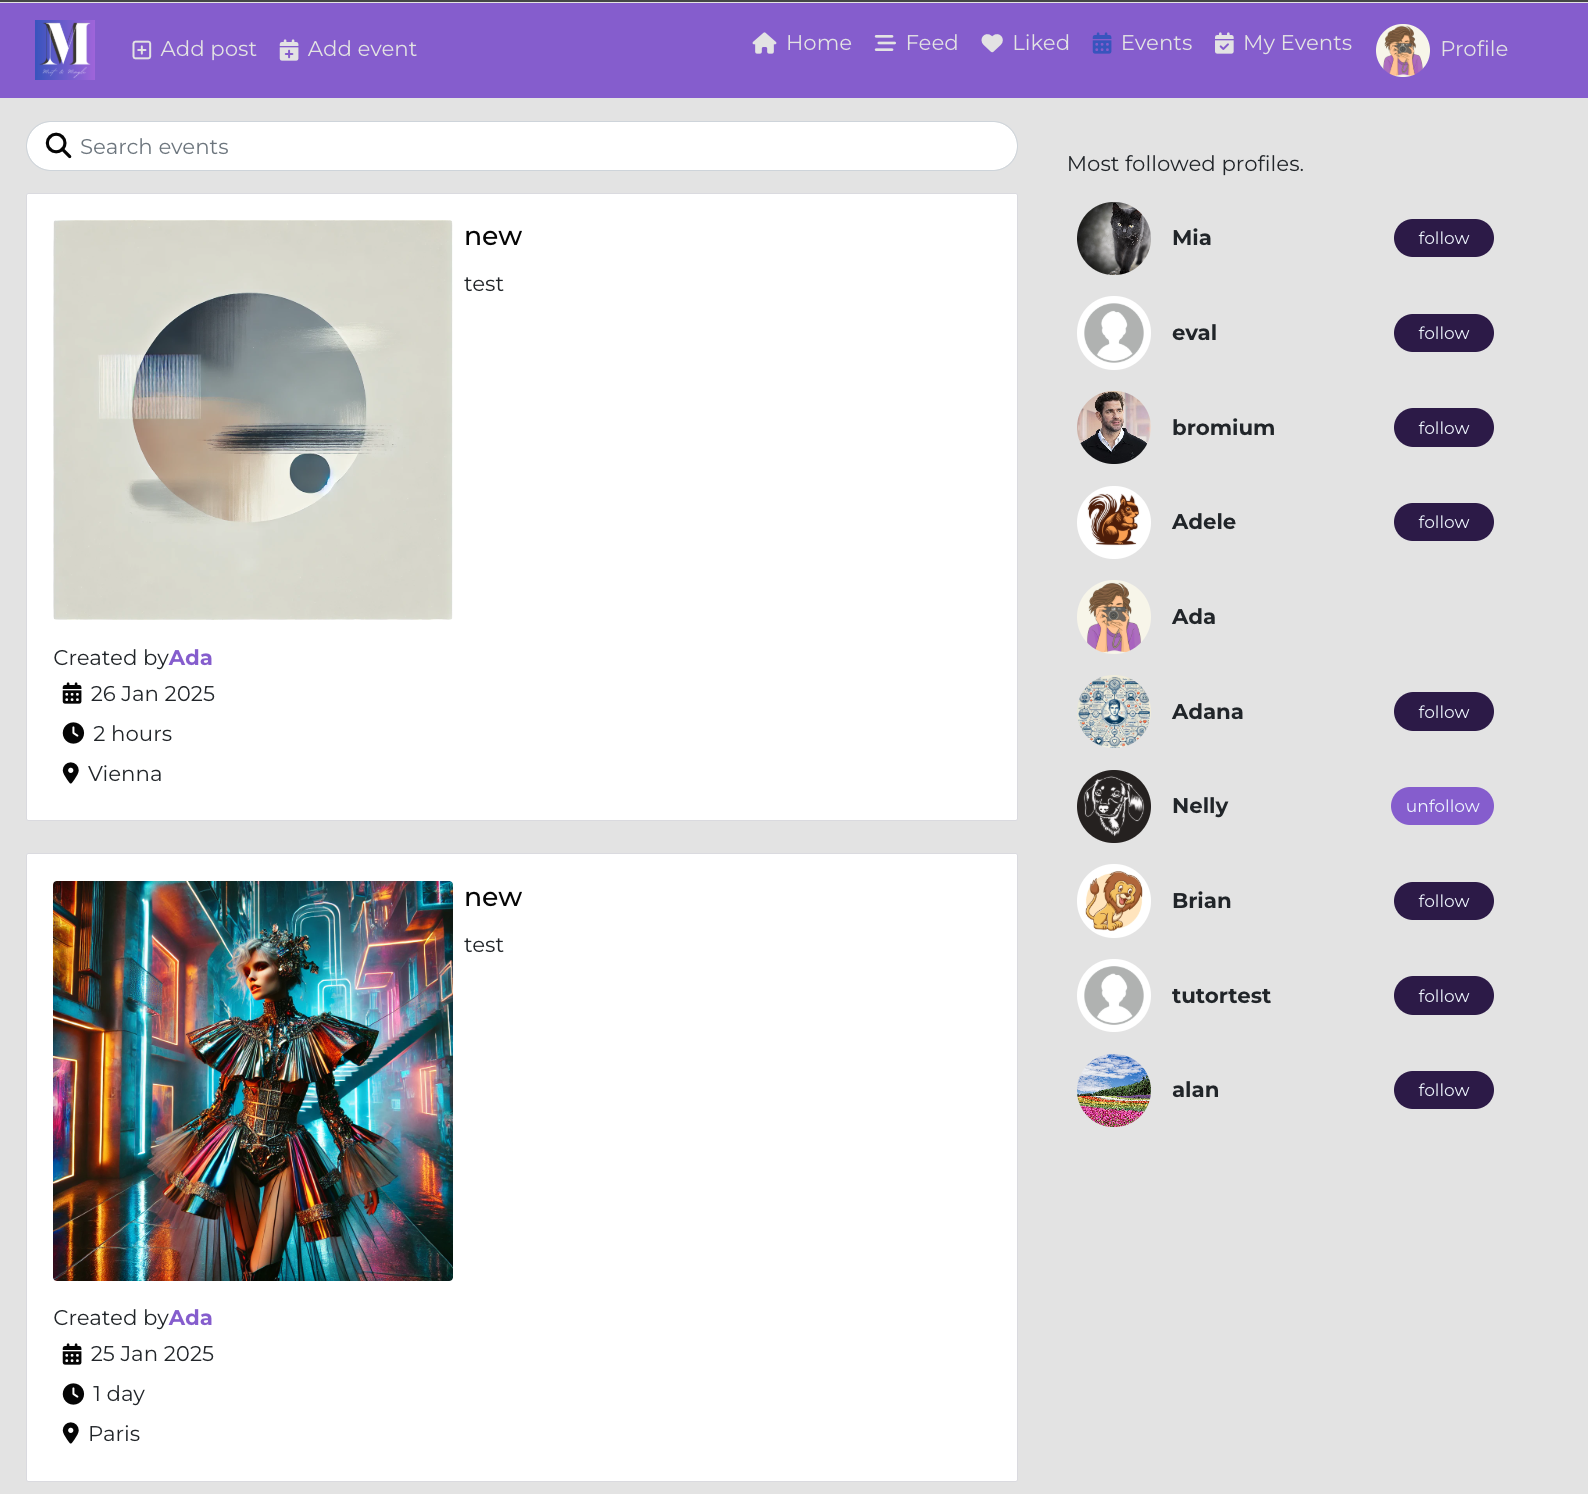 M
Add post
Add event
Home
Feed
Liked
Events
My Events
Profile
Search events
new
test
Created byAda
26 Jan 2025
2 hours
Vienna
new
test
Created byAda
25 Jan 2025
1 day
Paris
Most followed profiles.
Mia
follow
eval
follow
bromium
follow
Adele
follow
Ada
Adana
follow
Nelly
unfollow
Brian
follow
tutortest
follow
alan
follow